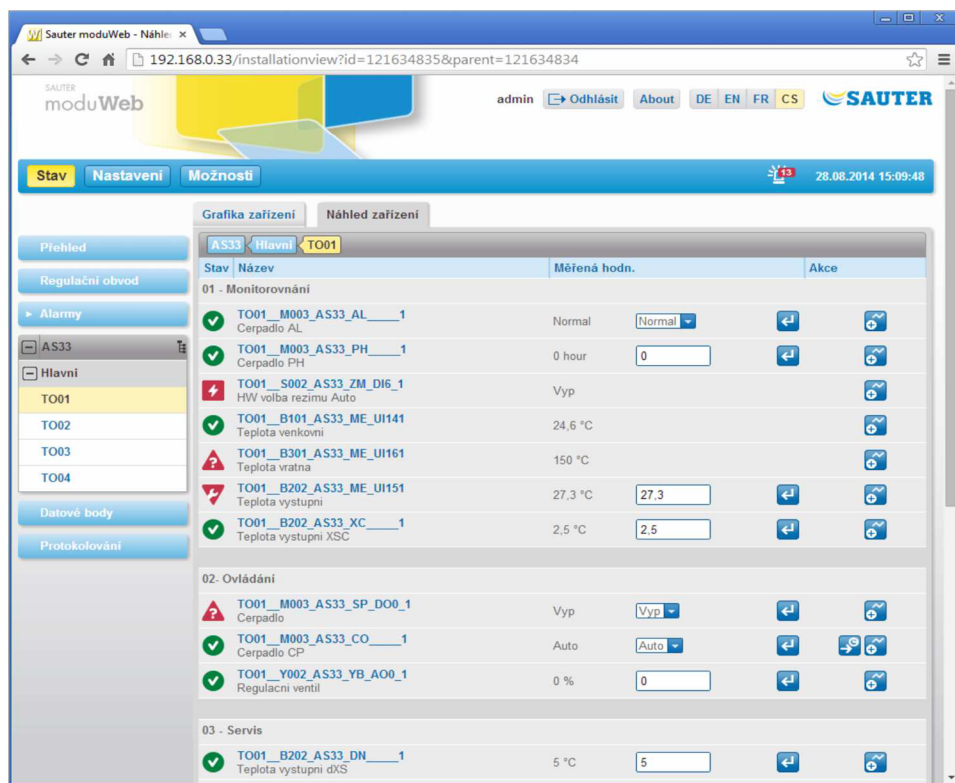 Sauter moduWeb - Náhle
192.168.0.33/installationview?id=121634835&parent=121634834
SAUTER
moduWeb
admin Odhlásit About DE EN FR CS SAUTER
Stav Nastavení Možnosti 13 28.08.2014 15:09:48
Grafika zařízení Náhled zařízení
Přehled
Regulační obvod
Alarmy
AS33
Hlavní
TO01
TO02
TO03
TO04
Datové body
Protokolování
AS33 Hlavní TO01
Stav Název Měřená hodn. Akce
01 - Monitorovnání
TO01__M003_AS33_AL_____1
Cerpadlo AL
Normal Normal
TO01__M003_AS33_PH_____1
Cerpadlo PH
0 hour 0
TO01__S002_AS33_ZM_DI6_1
HW volba rezimu Auto
Vyp
TO01__B101_AS33_ME_UI141
Teplota venkovni
24,6 °C
TO01__B301_AS33_ME_UI161
Teplota vratna
150 °C
TO01__B202_AS33_ME_UI151
Teplota vystupni
27,3 °C 27,3
TO01__B202_AS33_XC_____1
Teplota vystupni XSC
2,5 °C 2,5
02- Ovládání
TO01__M003_AS33_SP_DO0_1
Cerpadlo
Vyp Vyp
TO01__M003_AS33_CO_____1
Cerpadlo CP
Auto Auto
TO01__Y002_AS33_YB_AO0_1
Regulacni ventil
0 % 0
03 - Servis
TO01__B202_AS33_DN_____1
Teplota vystupni dXS
5 °C 5